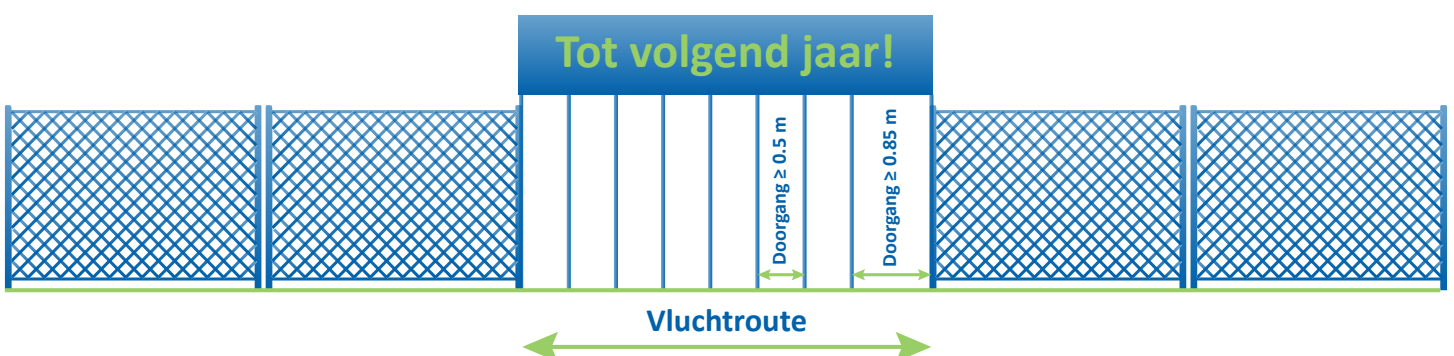 Tot volgend jaar!
Doorgang ≥ 0.5 m
Doorgang ≥ 0.85 m
Vluchtroute